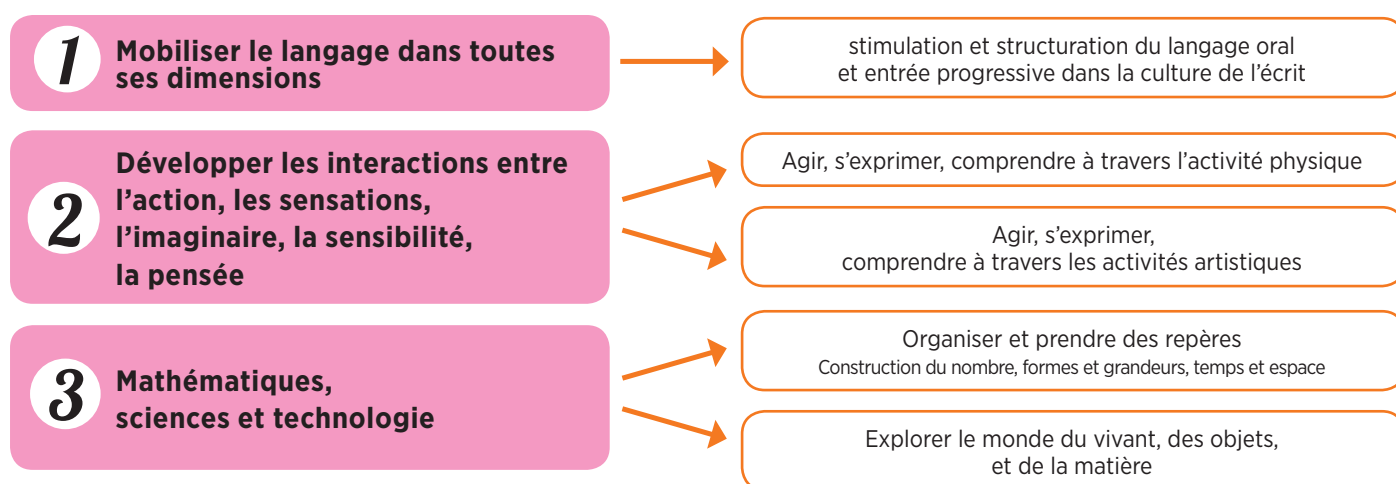 1
Mobiliser le langage dans toutes
ses dimensions
stimulation et structuration du langage oral
et entrée progressive dans la culture de l’écrit
2
Développer les interactions entre
l’action, les sensations,
l’imaginaire, la sensibilité,
la pensée
Agir, s’exprimer, comprendre à travers l’activité physique
Agir, s’exprimer,
comprendre à travers les activités artistiques
3
Mathématiques,
sciences et technologie
Organiser et prendre des repères
Construction du nombre, formes et grandeurs, temps et espace
Explorer le monde du vivant, des objets,
et de la matière